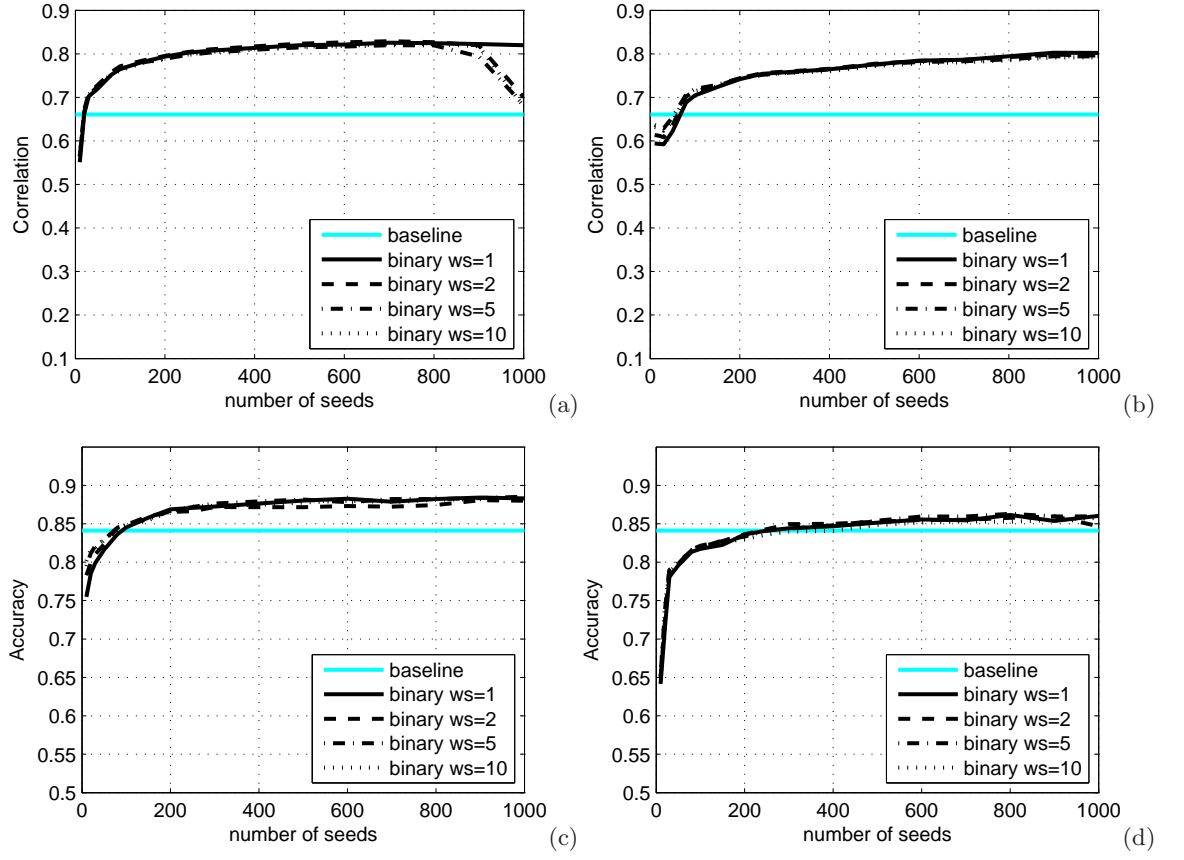 0.9
0.8
0.7
0.6
0.5
0.4
0.3
0.2
0.1
Correlation
baseline
binary ws=1
binary ws=2
binary ws=5
binary ws=10
0 200 400 600 800 1000
number of seeds
(a)
0.9
0.8
0.7
0.6
0.5
0.4
0.3
0.2
0.1
Correlation
baseline
binary ws=1
binary ws=2
binary ws=5
binary ws=10
0 200 400 600 800 1000
number of seeds
(b)
0.9
0.85
0.8
0.75
0.7
0.65
0.6
0.55
0.5
Accuracy
baseline
binary ws=1
binary ws=2
binary ws=5
binary ws=10
0 200 400 600 800 1000
number of seeds
(c)
0.9
0.85
0.8
0.75
0.7
0.65
0.6
0.55
0.5
Accuracy
baseline
binary ws=1
binary ws=2
binary ws=5
binary ws=10
0 200 400 600 800 1000
number of seeds
(d)